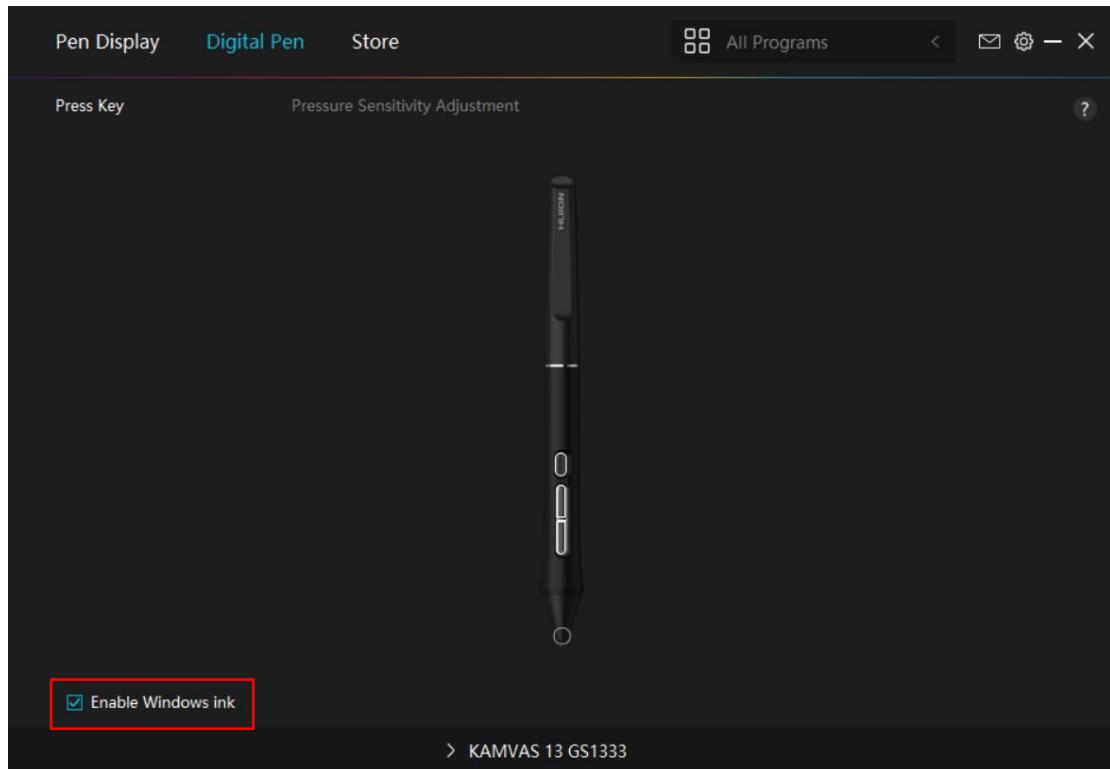 Pen Display Digital Pen Store All Programs
Press Key Pressure Sensitivity Adjustment ?
HUION
Enable Windows ink
KAMVAS 13 GS1333